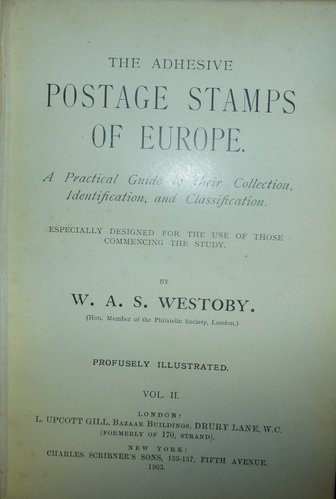 THE ADHESIVE
POSTAGE STAMPS
OF EUROPE.
A Practical Guide to their Collection,
Identification, and Classification.
ESPECIALLY DESIGNED FOR THE USE OF THOSE
COMMENCING THE STUDY.
BY
W. A. S. WESTOBY.
(Hon. Member of the Philatelic Society, London.)
PROFUSELY ILLUSTRATED.
VOL. II.
LONDON:
L. UPCOTT GILL, BAZAAR BUILDINGS, DRURY LANE, W.C.
(FORMERLY OF 170, STRAND).
NEW YORK:
CHARLES SCRIBNER'S SONS, 153-157, FIFTH AVENUE.
1903.